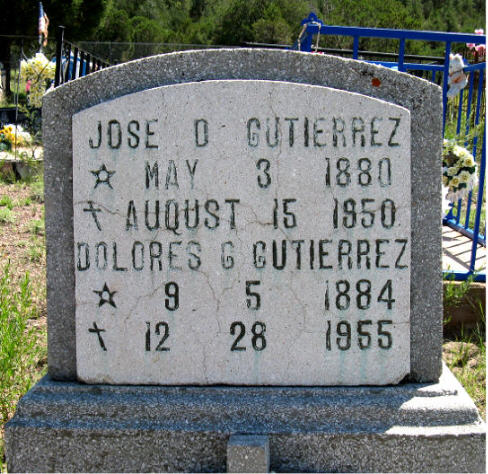 JOSE D GUTIERREZ
☆ MAY 3 1880
✝ AUQUST 15 1950
DOLORES G GUTIERREZ
☆ 9 5 1884
✝ 12 28 1955